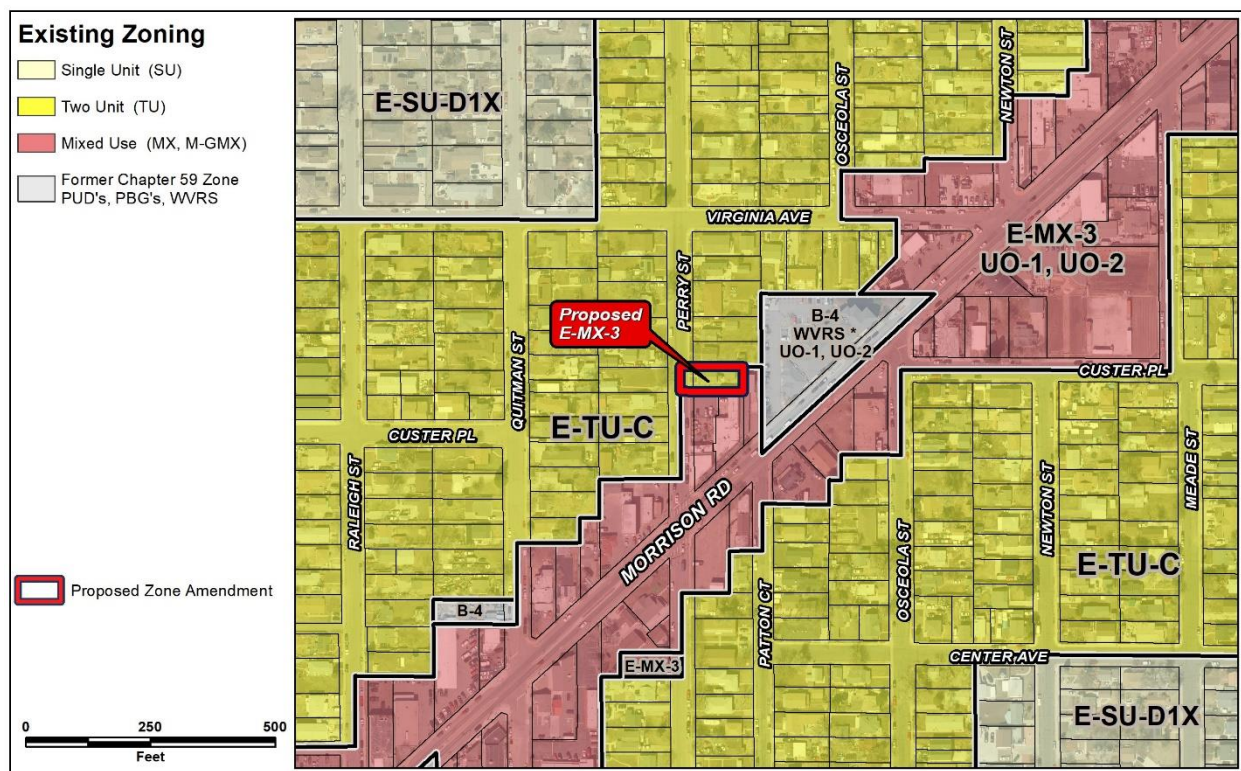 Existing Zoning
Single Unit (SU)
Two Unit (TU)
Mixed Use (MX, M-GMX)
Former Chapter 59 Zone
PUD's, PBG's, WVRS
Proposed Zone Amendment
0 250 500
Feet
E-SU-D1X
OSCEOLA ST
NEWTON ST
VIRGINIA AVE
E-MX-3
UO-1, UO-2
PERRY ST
Proposed
E-MX-3
B-4
WVRS *
UO-1, UO-2
QUITMAN ST
CUSTER PL
E-TU-C
CUSTER PL
RALEIGH ST
MORRISON RD
OSCEOLA ST
NEWTON ST
MEADE ST
E-TU-C
PATTON CT
B-4
E-MX-3
CENTER AVE
E-SU-D1X